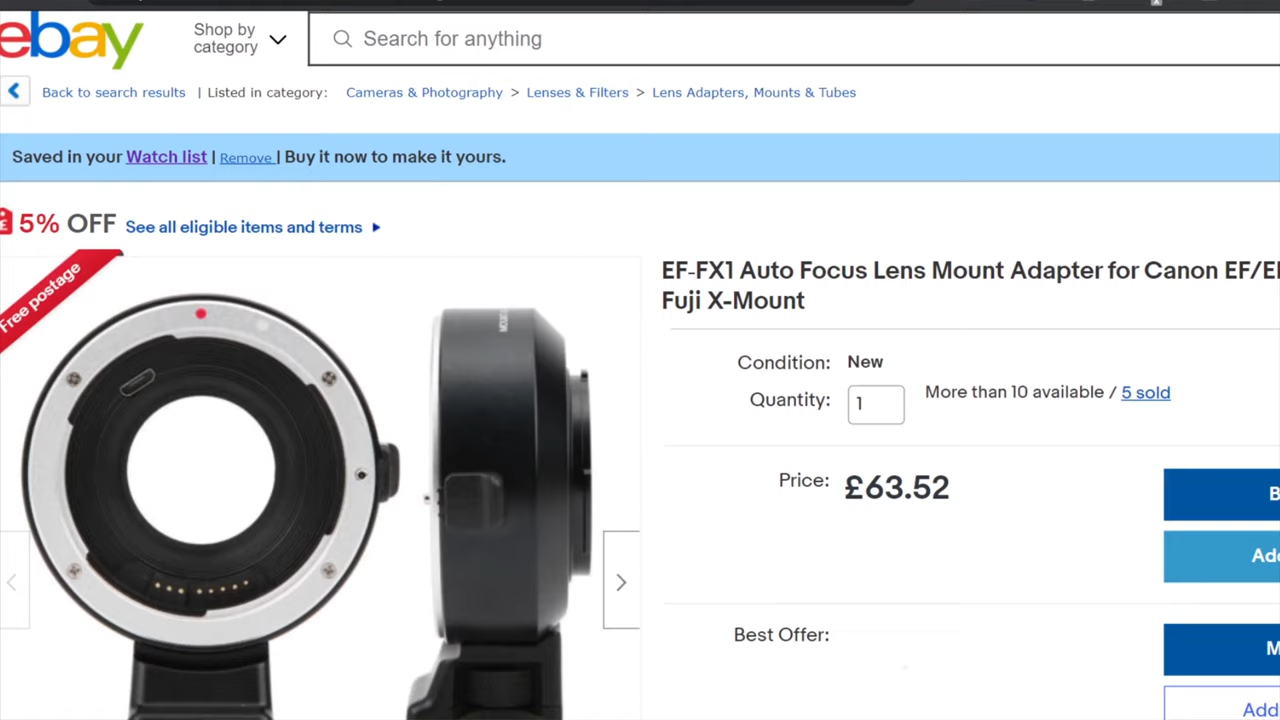 ebay
Shop by
category
Search for anything
Back to search results | Listed in category: Cameras & Photography > Lenses & Filters > Lens Adapters, Mounts & Tubes
Saved in your Watch list | Remove | Buy it now to make it yours.
5% OFF See all eligible items and terms
Free postage
EF-FX1 Auto Focus Lens Mount Adapter for Canon EF/E
Fuji X-Mount
Condition: New
Quantity: 1 More than 10 available / 5 sold
Price: £63.52
B
Add
Best Offer:
M
Add